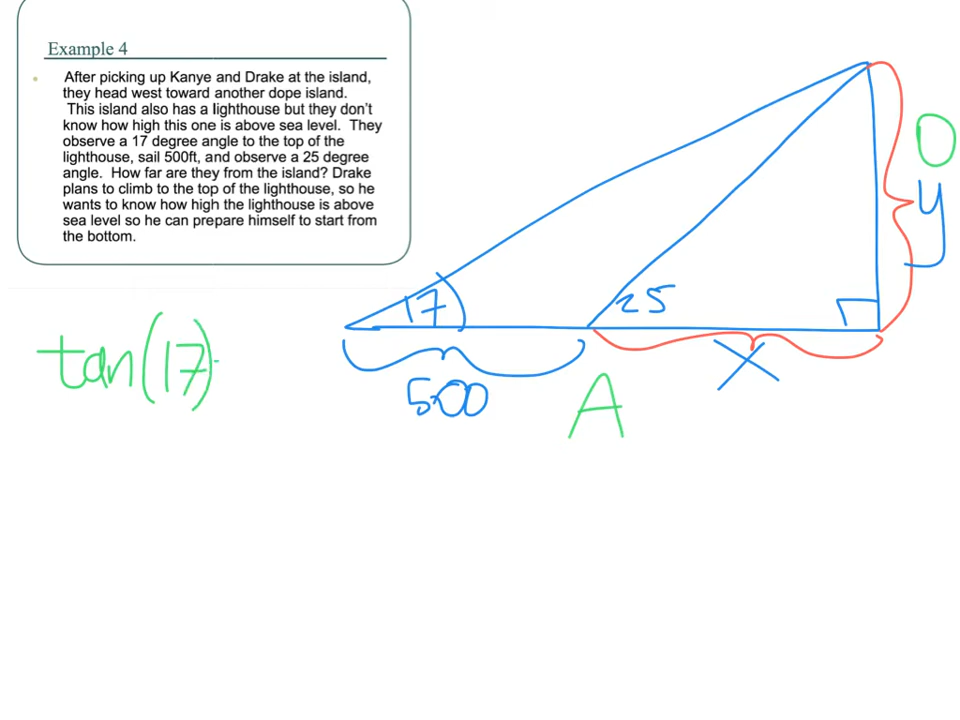 Example 4
After picking up Kanye and Drake at the island,
they head west toward another dope island.
This island also has a lighthouse but they don't
know how high this one is above sea level. They
observe a 17 degree angle to the top of the
lighthouse, sail 500ft, and observe a 25 degree
angle. How far are they from the island? Drake
plans to climb to the top of the lighthouse, so he
wants to know how high the lighthouse is above
sea level so he can prepare himself to start from
the bottom.
O
y
17
25
tan(17)
X
500
A